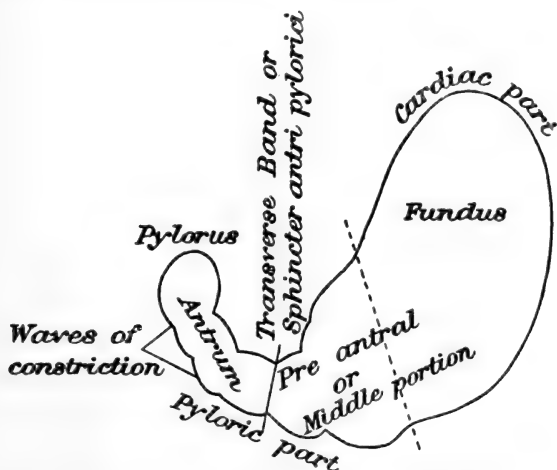 Cardiac part
Transverse Band or
Sphincter antri pylorici
Fundus
Pylorus
Antrum
Waves of
constriction
Pre antral
or
Middle portion
Pyloric part